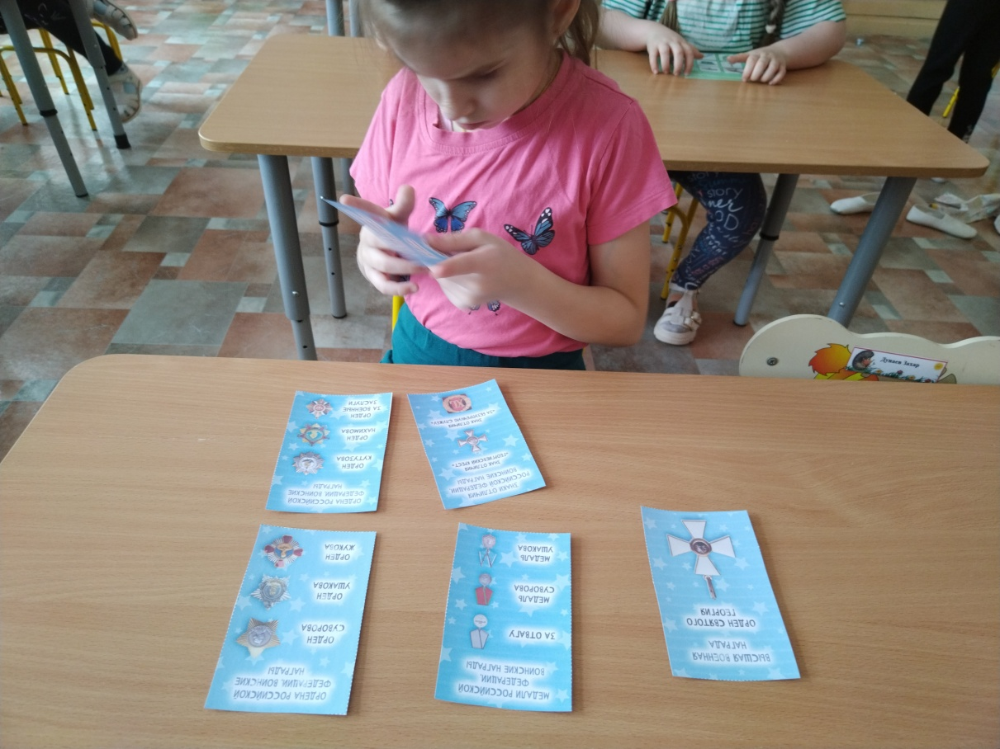 ОРДЕНА РОССИЙСКОЙ
ФЕДЕРАЦИИ, ВОИНСКИЕ
НАГРАДЫ
ОРДЕН
КУТУЗОВА
ОРДЕН
НАХИМОВА
ОРДЕН
ЗА ВОЕННЫЕ
ЗАСЛУГИ
ЗНАКИ ОТЛИЧИЯ
РОССИЙСКОЙ ФЕДЕРАЦИИ,
ВОИНСКИЕ НАГРАДЫ
ЗНАК ОТЛИЧИЯ
«ГЕОРГИЕВСКИЙ КРЕСТ»
ЗНАК ОТЛИЧИЯ
«ЗА БЕЗУПРЕЧНУЮ СЛУЖБУ»
ОРДЕНА РОССИЙСКОЙ
ФЕДЕРАЦИИ, ВОИНСКИЕ
НАГРАДЫ
ОРДЕН
СУВОРОВА
ОРДЕН
УШАКОВА
ОРДЕН
ЖУКОВА
МЕДАЛИ РОССИЙСКОЙ
ФЕДЕРАЦИИ,
ВОИНСКИЕ НАГРАДЫ
ЗА ОТВАГУ
МЕДАЛЬ
СУВОРОВА
МЕДАЛЬ
УШАКОВА
ВЫСШАЯ ВОЕННАЯ
НАГРАДА
ОРДЕН СВЯТОГО
ГЕОРГИЯ
Дунаев Захар
story